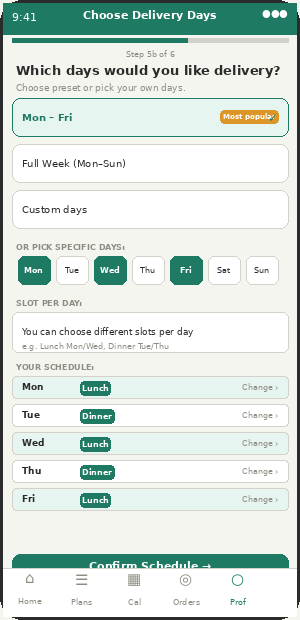 9:41
Choose Delivery Days
Step 5b of 6
Which days would you like delivery?
Choose preset or pick your own days.
Mon – Fri
Most popular
Full Week (Mon–Sun)
Custom days
OR PICK SPECIFIC DAYS:
Mon Tue Wed Thu Fri Sat Sun
SLOT PER DAY:
You can choose different slots per day
e.g. Lunch Mon/Wed, Dinner Tue/Thu
YOUR SCHEDULE:
Mon Lunch Change ›
Tue Dinner Change ›
Wed Lunch Change ›
Thu Dinner Change ›
Fri Lunch Change ›
Confirm Schedule →
Home Plans Cal Orders Prof